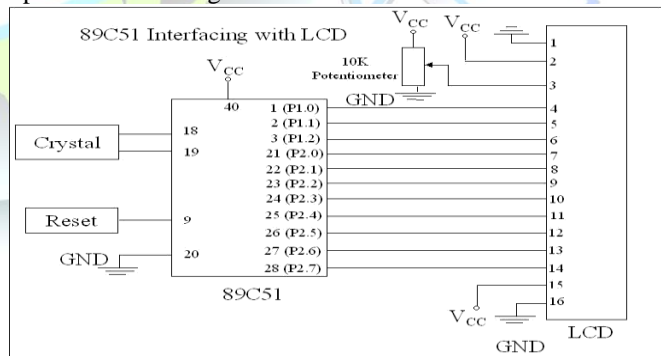 89C51 Interfacing with LCD
VCC
VCC
VCC
10K
Potentiometer
GND
40
1 (P1.0)
2 (P1.1)
3 (P1.2)
21 (P2.0)
22 (P2.1)
23 (P2.2)
24 (P2.3)
25 (P2.4)
26 (P2.5)
27 (P2.6)
28 (P2.7)
Crystal
18
19
Reset
9
GND
20
89C51
1
2
3
4
5
6
7
8
9
10
11
12
13
14
15
16
VCC
GND
LCD